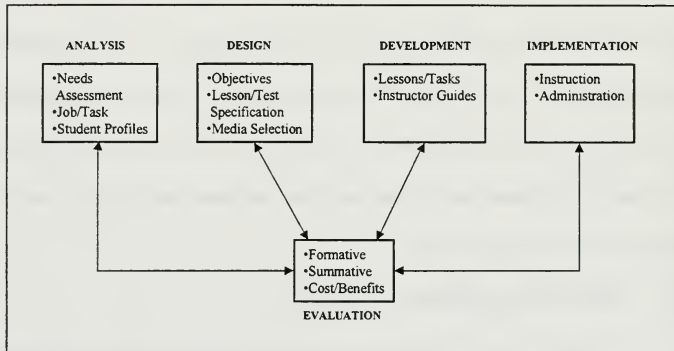 ANALYSIS
•Needs
Assessment
•Job/Task
•Student Profiles
DESIGN
•Objectives
•Lesson/Test
Specification
•Media Selection
DEVELOPMENT
•Lessons/Tasks
•Instructor Guides
IMPLEMENTATION
•Instruction
•Administration
•Formative
•Summative
•Cost/Benefits
EVALUATION